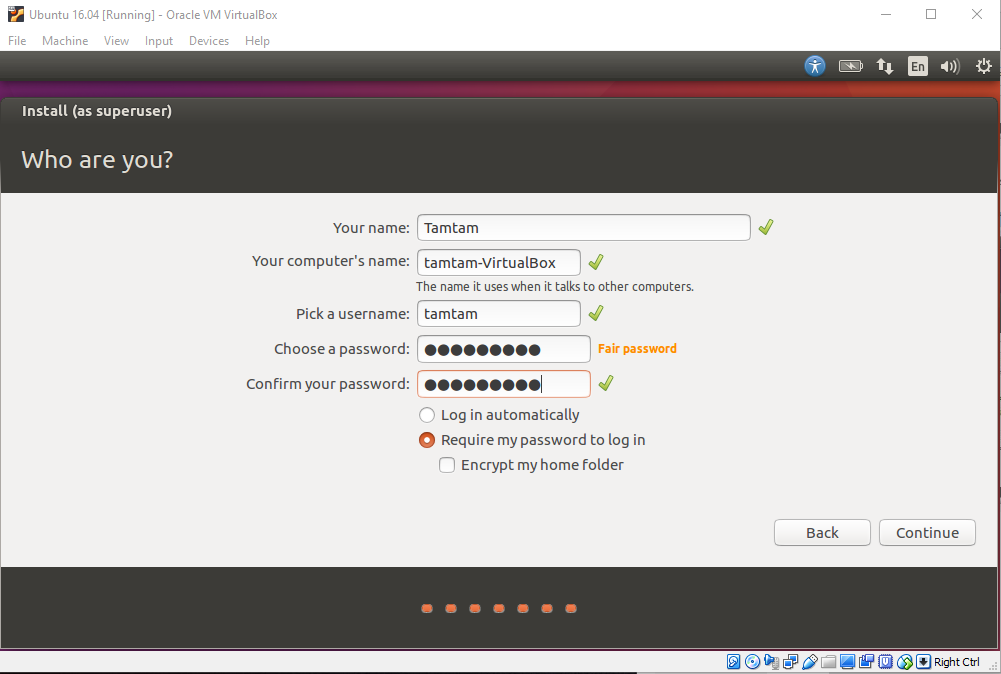 Ubuntu 16.04 [Running] - Oracle VM VirtualBox
File Machine View Input Devices Help
En
Install (as superuser)
Who are you?
Your name: Tamtam
Your computer's name: tamtam-VirtualBox
The name it uses when it talks to other computers.
Pick a username: tamtam
Choose a password: ●●●●●●●●● Fair password
Confirm your password: ●●●●●●●●●
Log in automatically
Require my password to log in
Encrypt my home folder
Back Continue
Right Ctrl